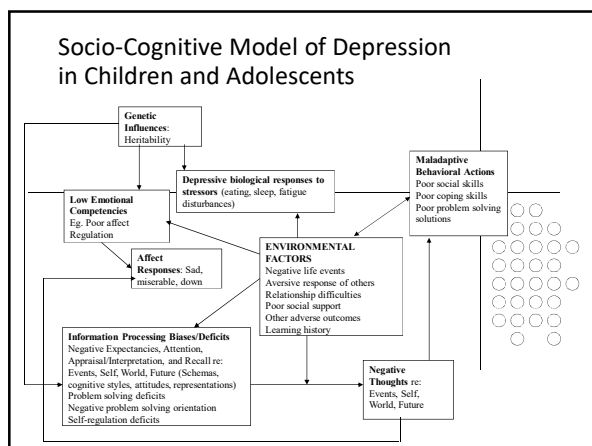 Socio-Cognitive Model of Depression
in Children and Adolescents
Genetic
Influences:
Heritability
Depressive biological responses to
stressors (eating, sleep, fatigue
disturbances)
Maladaptive
Behavioral Actions
Poor social skills
Poor coping skills
Poor problem solving
solutions
Low Emotional
Competencies
Eg. Poor affect
Regulation
Affect
Responses: Sad,
miserable, down
ENVIRONMENTAL
FACTORS
Negative life events
Aversive response of others
Relationship difficulties
Poor social support
Other adverse outcomes
Learning history
Information Processing Biases/Deficits
Negative Expectancies, Attention,
Appraisal/Interpretation, and Recall re:
Events, Self, World, Future (Schemas,
cognitive styles, attitudes, representations)
Problem solving deficits
Negative problem solving orientation
Self-regulation deficits
Negative
Thoughts re:
Events, Self,
World, Future